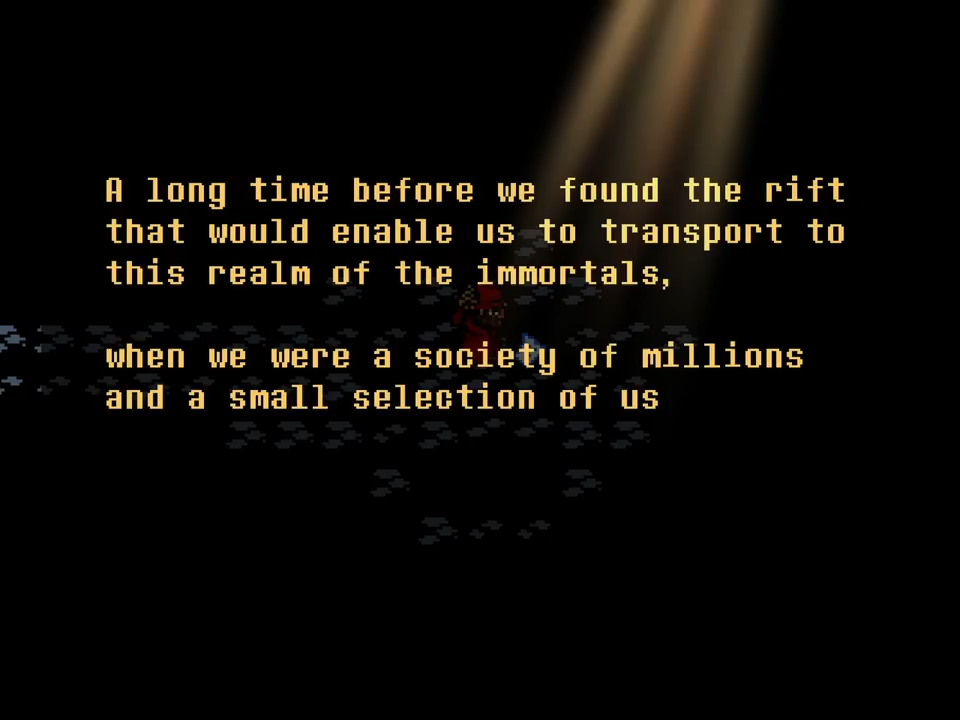 A long time before we found the rift
that would enable us to transport to
this realm of the immortals,
when we were a society of millions
and a small selection of us